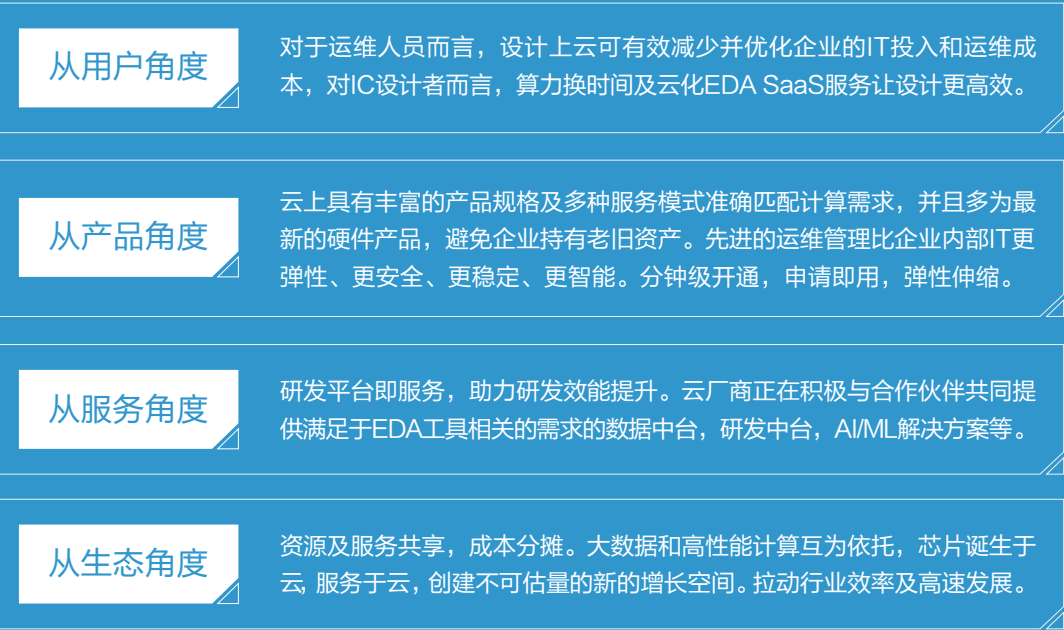 从用户角度
对于运维人员而言，设计上云可有效减少并优化企业的IT投入和运维成
本，对IC设计者而言，算力换时间及云化EDA SaaS服务让设计更高效。
从产品角度
云上具有丰富的产品规格及多种服务模式准确匹配计算需求，并且多为最
新的硬件产品，避免企业持有老旧资产。先进的运维管理比企业内部IT更
弹性、更安全、更稳定、更智能。分钟级开通，申请即用，弹性伸缩。
从服务角度
研发平台即服务，助力研发效能提升。云厂商正在积极与合作伙伴共同提
供满足于EDA工具相关的需求的数据中台，研发中台，AI/ML解决方案等。
从生态角度
资源及服务共享，成本分摊。大数据和高性能计算互为依托，芯片诞生于
云，服务于云，创建不可估量的新的增长空间。拉动行业效率及高速发展。